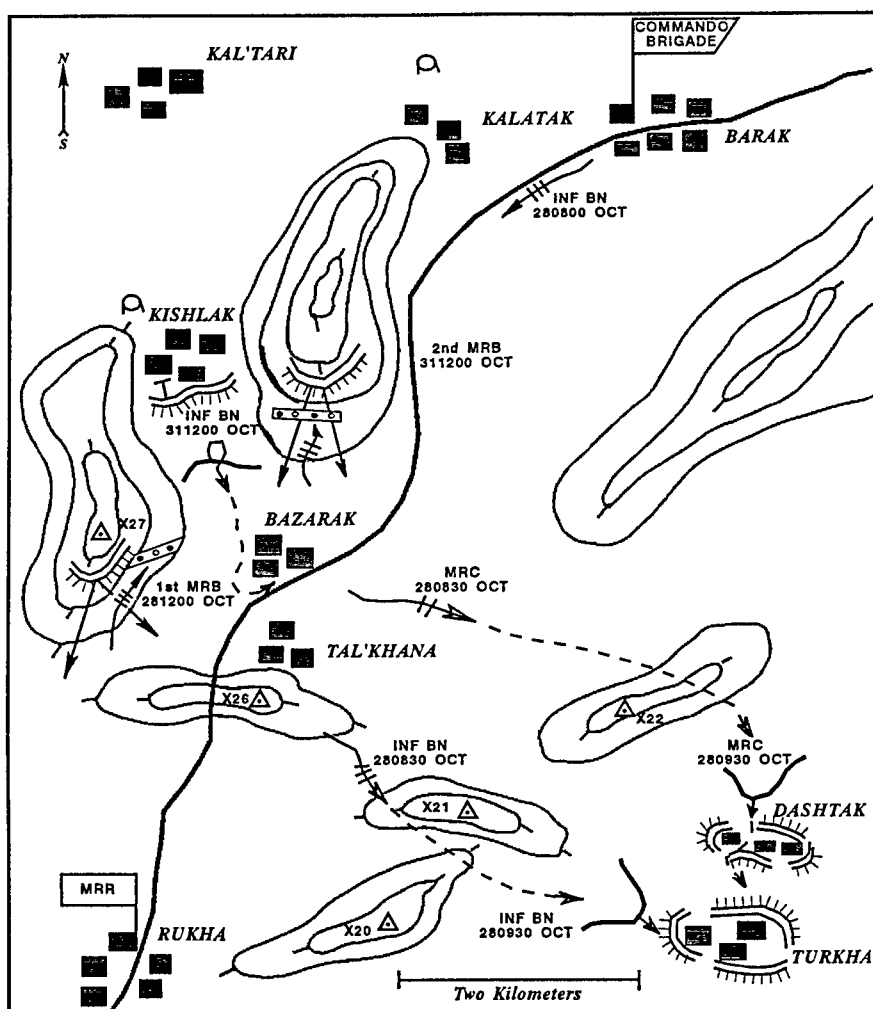 COMMANDO
BRIGADE
KAL'TARI
N
S
KALATAK
BARAK
INF BN
280800 OCT
KISHLAK
2nd MRB
311200 OCT
INF BN
311200 OCT
X27
BAZARAK
1st MRB
281200 OCT
MRC
280830 OCT
TAL'KHANA
X26
X22
INF BN
280830 OCT
MRC
280930 OCT
X21
DASHTAK
MRR
X20
INF BN
280930 OCT
RUKHA
TURKHA
Two Kilometers